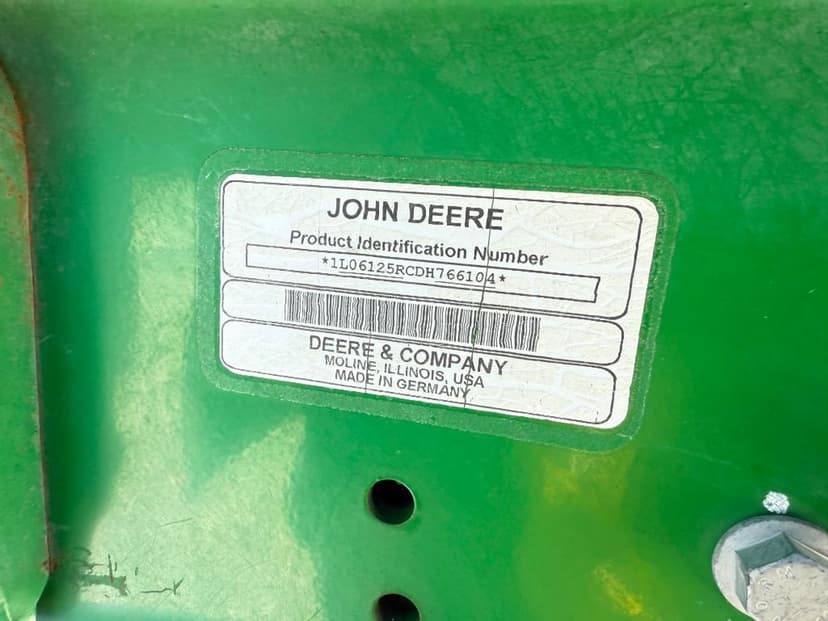 JOHN DEERE
Product Identification Number
*1L06125RCDH766104*
DEERE & COMPANY
MOLINE, ILLINOIS, USA
MADE IN GERMANY